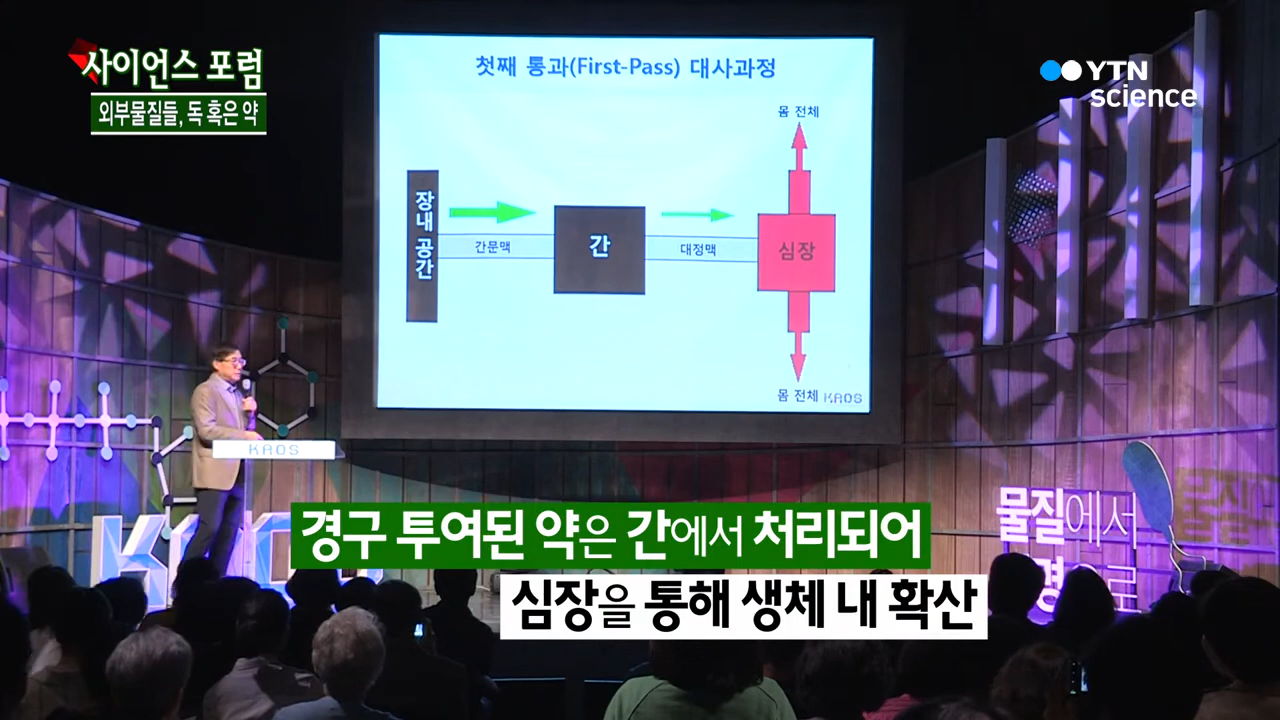 사이언스 포럼
외부물질들, 독 혹은 약
YTN
science
첫째 통과(First-Pass) 대사과정
몸 전체
장내 공간
간문맥
간
대정맥
심장
몸 전체
KAOS
KAOS
물질에서
경구 투여된 약은 간에서 처리되어
심장을 통해 생체 내 확산